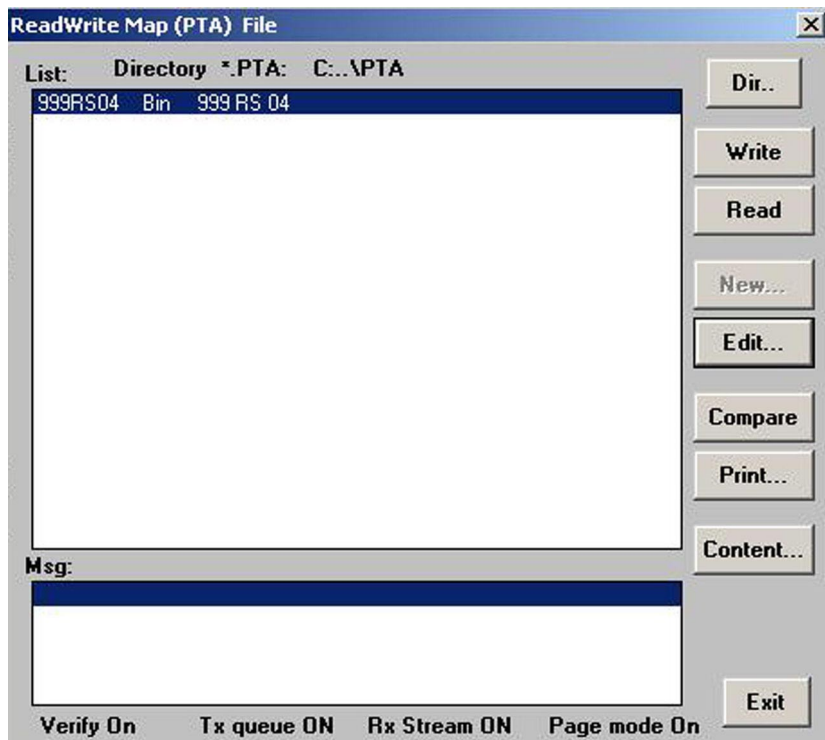 ReadWrite Map (PTA) File
List: Directory *.PTA: C:..\PTA
999RS04 Bin 999 RS 04
Dir..
Write
Read
New...
Edit...
Compare
Print...
Content...
Msg:
Exit
Verify On Tx queue ON Rx Stream ON Page mode On